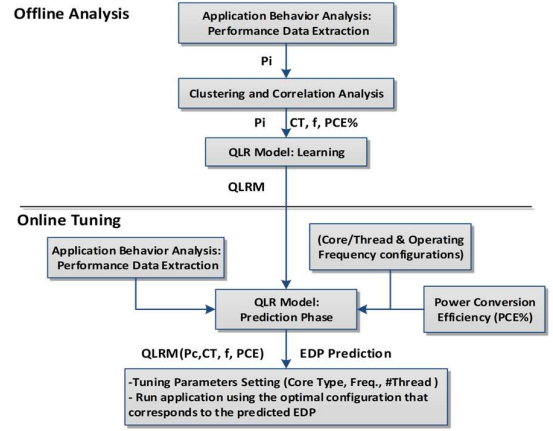 Offline Analysis
Application Behavior Analysis:
Performance Data Extraction
Pi
Clustering and Correlation Analysis
Pi
CT, f, PCE%
QLR Model: Learning
QLRM
Online Tuning
Application Behavior Analysis:
Performance Data Extraction
(Core/Thread & Operating
Frequency configurations)
QLR Model:
Prediction Phase
Power Conversion
Efficiency (PCE%)
QLRM(Pc,CT, f, PCE)
EDP Prediction
-Tuning Parameters Setting (Core Type, Freq., #Thread )
- Run application using the optimal configuration that
corresponds to the predicted EDP